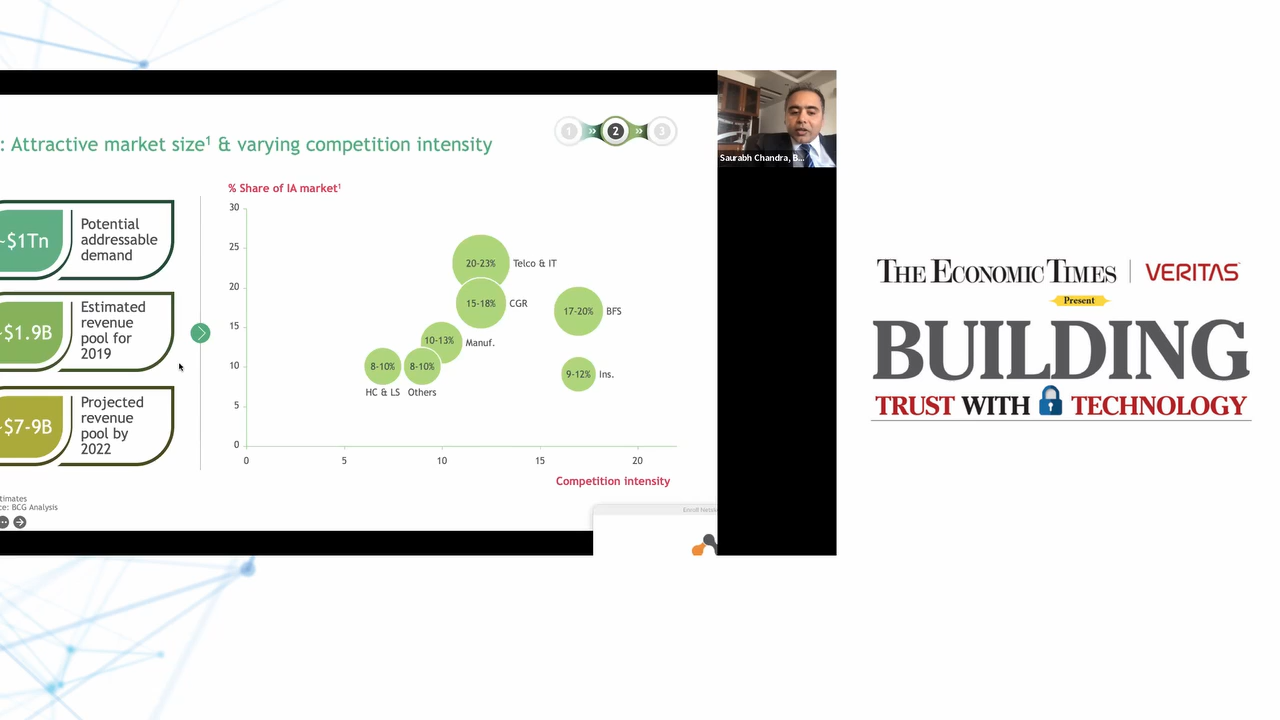 : Attractive market size¹ & varying competition intensity
1
2
3
~$1Tn
Potential
addressable
demand
~$1.9B
Estimated
revenue
pool for
2019
~$7-9B
Projected
revenue
pool by
2022
% Share of IA market¹
30
25
20
15
10
5
0
0
5
10
15
20
Competition intensity
20-23%
Telco & IT
15-18%
CGR
17-20%
BFS
10-13%
Manuf.
8-10%
HC & LS
8-10%
Others
9-12%
Ins.
timates
ce: BCG Analysis
Saurabh Chandra, B...
THE ECONOMIC TIMES
VERITAS
Present
BUILDING
TRUST WITH TECHNOLOGY